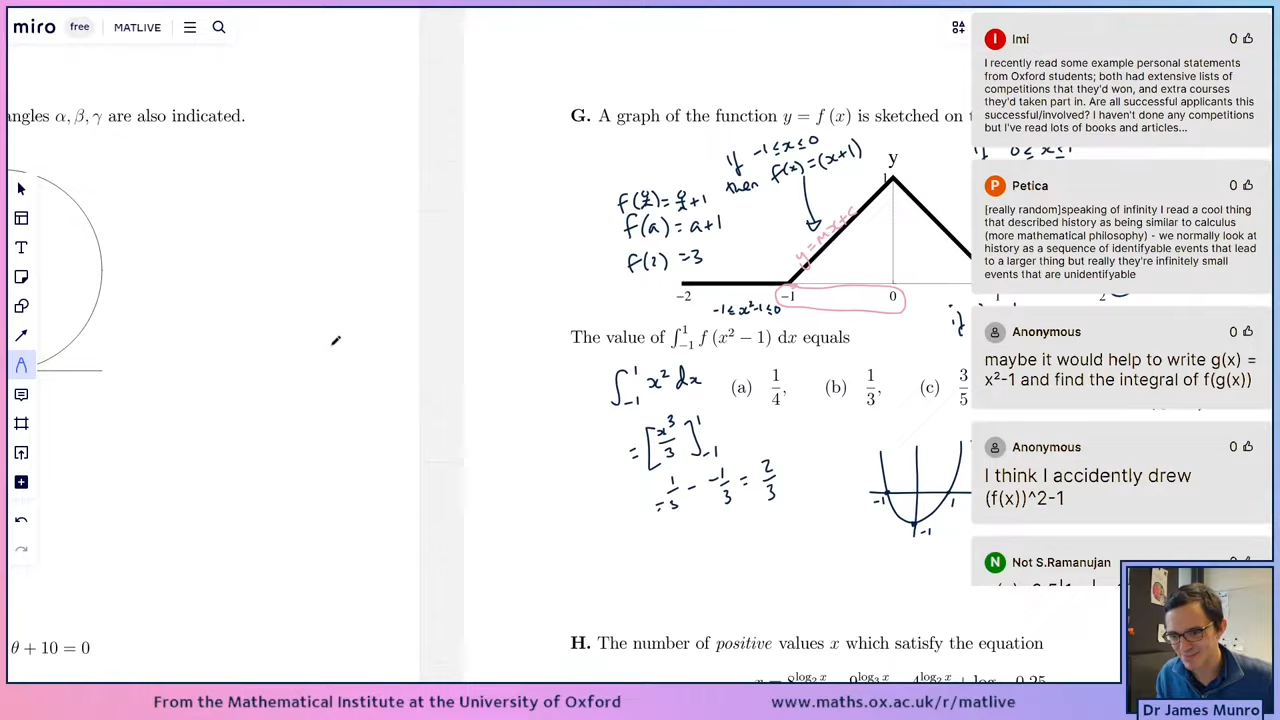 miro free MATLIVE
angles α, β, γ are also indicated.
G. A graph of the function y = f (x) is sketched on t
if -1≤x≤0
then f(x)=(x+1)
y
1
f(a)=a+1
f(2)=3
y=mx+c
-2
-1
0
1
2
-1≤x²-1≤0
The value of ∫₋₁¹ f (x² − 1) dx equals
∫₋₁¹ x² dx
(a) 1/4,
(b) 1/3,
(c) 3/5
= [x³/3]₋₁¹
= 1/3 - -1/3 = 2/3
-1
1
-1
H. The number of positive values x which satisfy the equation
θ + 10 = 0
Imi 0
I recently read some example personal statements
from Oxford students; both had extensive lists of
competitions that they'd won, and extra courses
they'd taken part in. Are all successful applicants this
successful/involved? I haven't done any competitions
but I've read lots of books and articles...
Petica 0
[really random]speaking of infinity I read a cool thing
that described history as being similar to calculus
(more mathematical philosophy) - we normally look at
history as a sequence of identifyable events that lead
to a larger thing but really they're infinitely small
events that are unidentifyable
Anonymous 0
maybe it would help to write g(x) =
x²-1 and find the integral of f(g(x))
Anonymous 0
I think I accidently drew
(f(x))^2-1
Not S.Ramanujan
From the Mathematical Institute at the University of Oxford
www.maths.ox.ac.uk/r/matlive
Dr James Munro